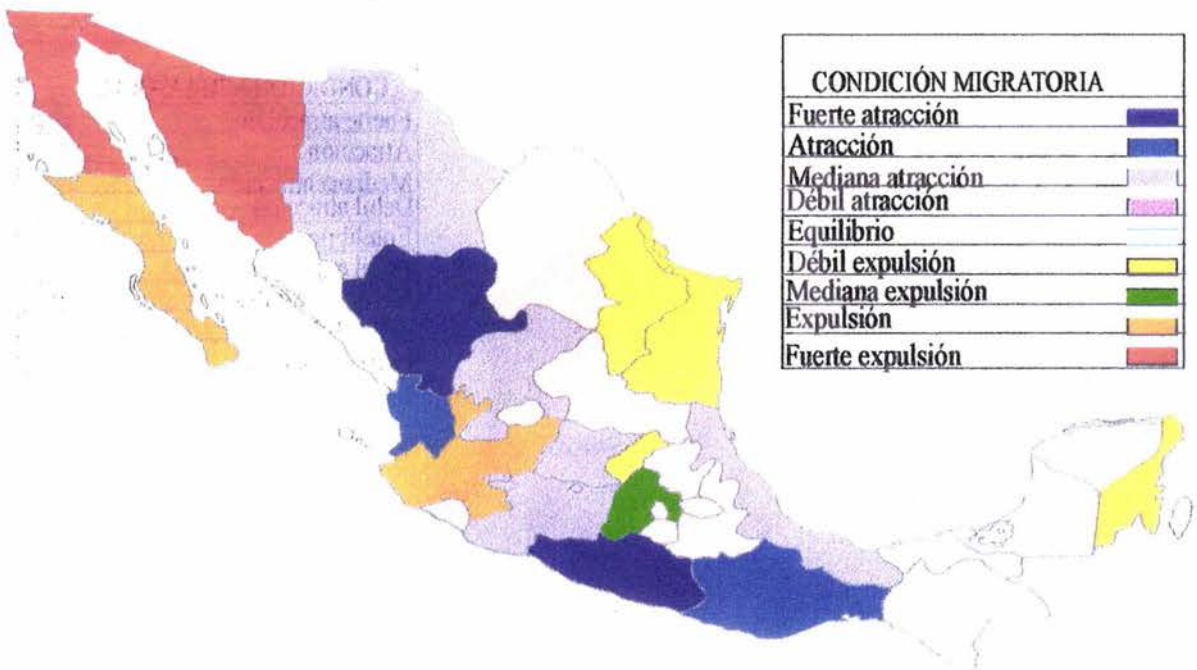 CONDICIÓN MIGRATORIA
Fuerte atracción
Atracción
Mediana atracción
Débil atracción
Equilibrio
Débil expulsión
Mediana expulsión
Expulsión
Fuerte expulsión